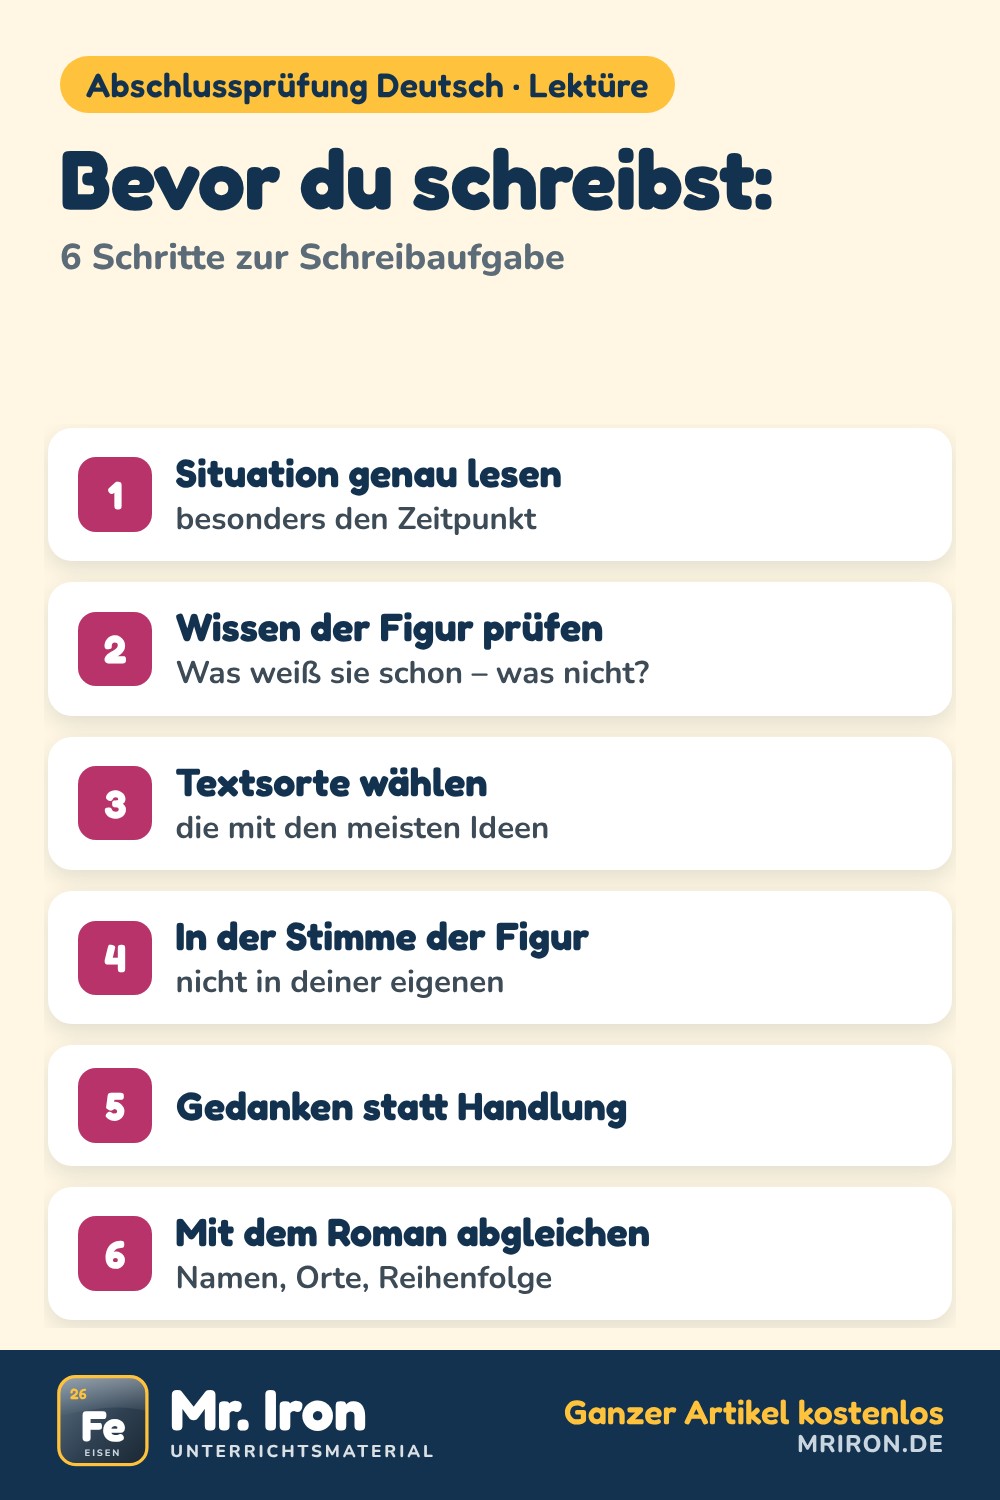 Abschlussprüfung Deutsch · Lektüre
Bevor du schreibst:
6 Schritte zur Schreibaufgabe
1
Situation genau lesen
besonders den Zeitpunkt
2
Wissen der Figur prüfen
Was weiß sie schon – was nicht?
3
Textsorte wählen
die mit den meisten Ideen
4
In der Stimme der Figur
nicht in deiner eigenen
5
Gedanken statt Handlung
6
Mit dem Roman abgleichen
Namen, Orte, Reihenfolge
26
Fe
EISEN
Mr. Iron
UNTERRICHTSMATERIAL
Ganzer Artikel kostenlos
MRIRON.DE